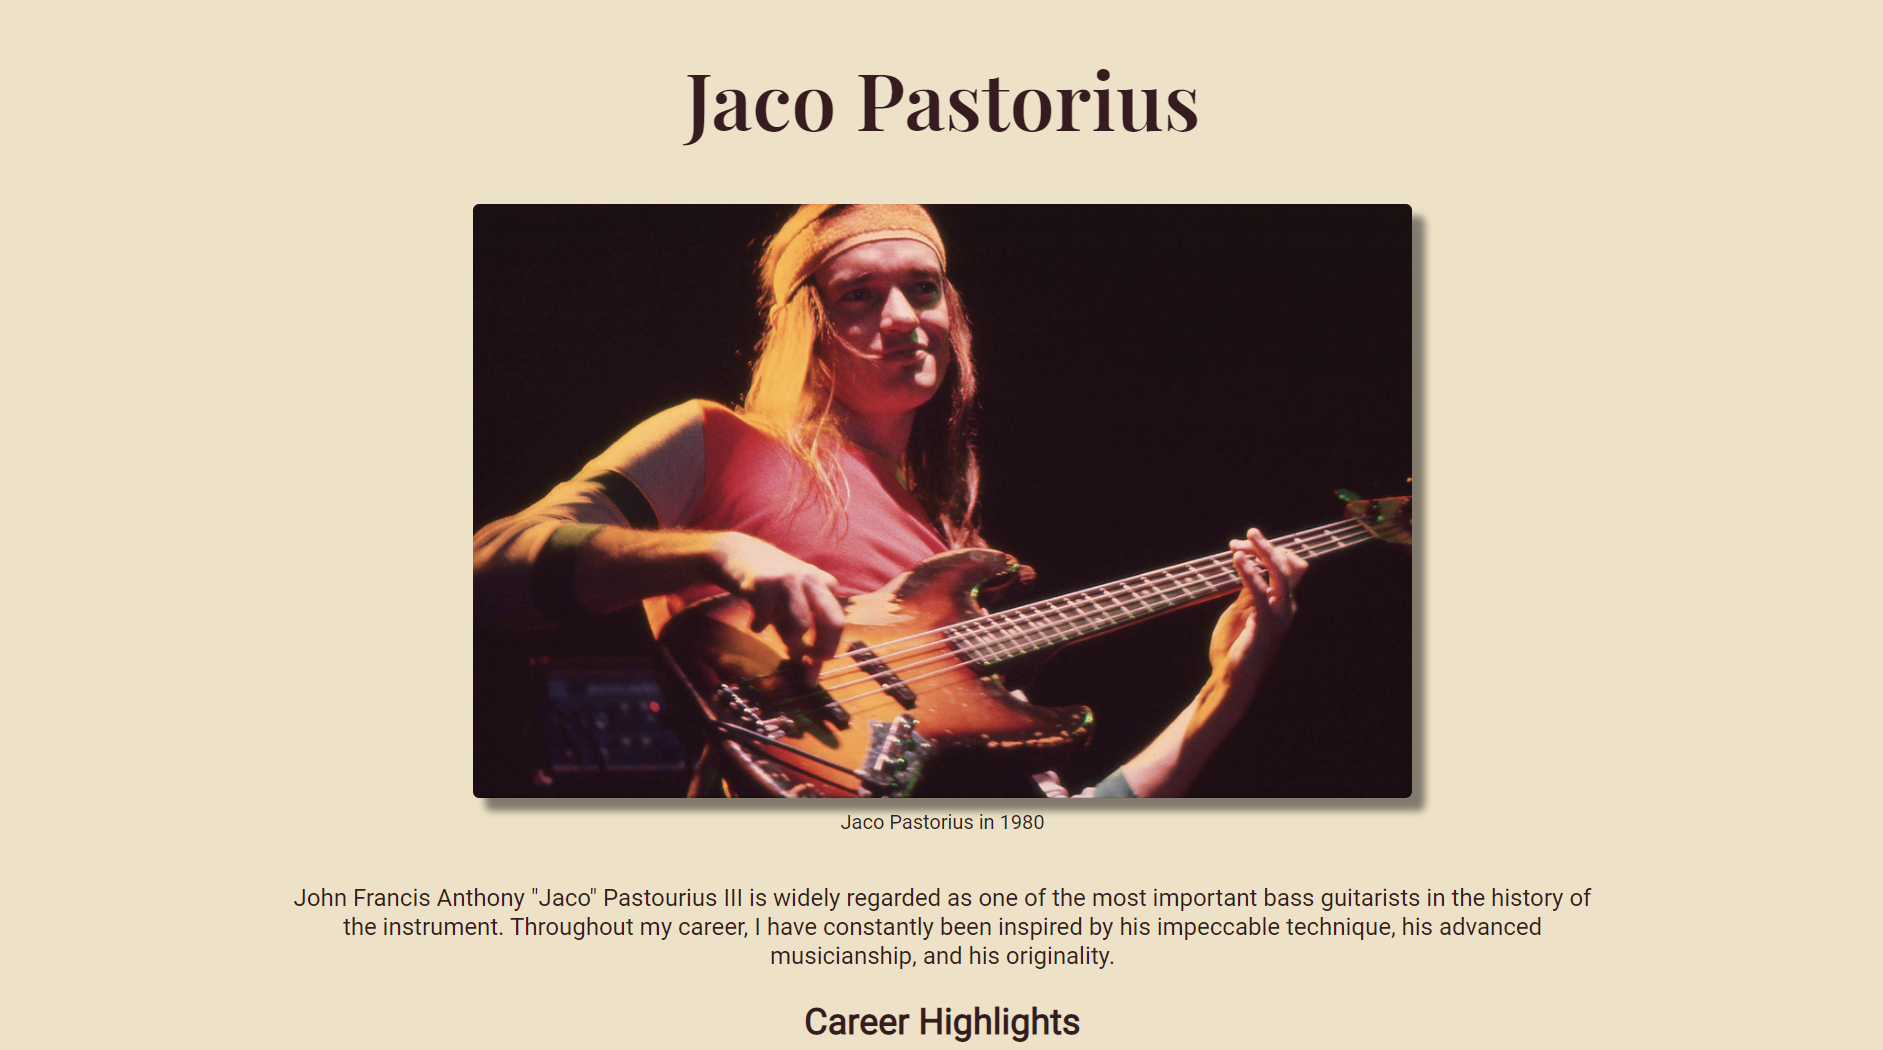 Jaco Pastorius
Jaco Pastorius in 1980
John Francis Anthony "Jaco" Pastourius III is widely regarded as one of the most important bass guitarists in the history of
the instrument. Throughout my career, I have constantly been inspired by his impeccable technique, his advanced
musicianship, and his originality.
Career Highlights